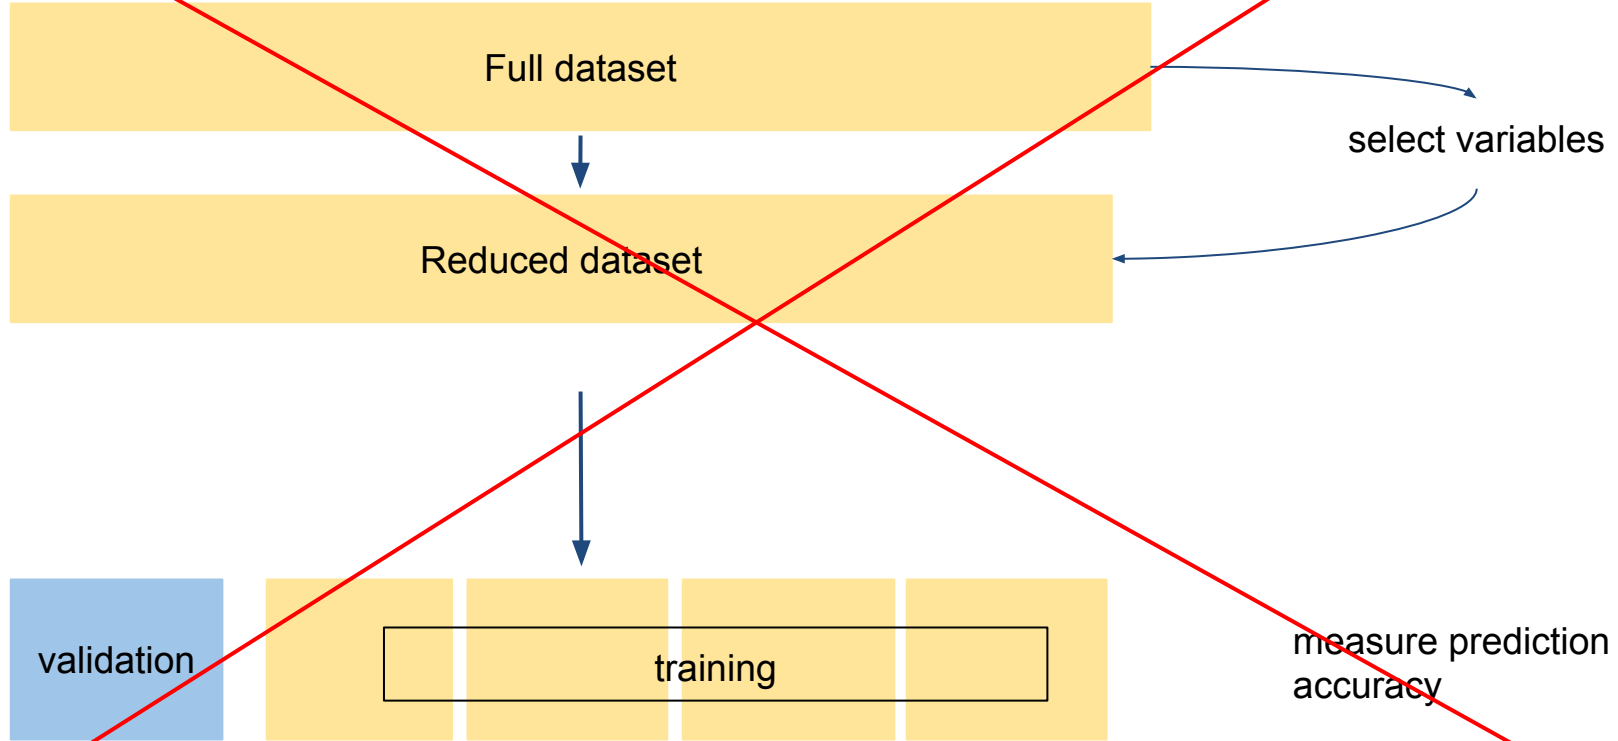 Full dataset
select variables
Reduced dataset
validation
training
measure prediction
accuracy